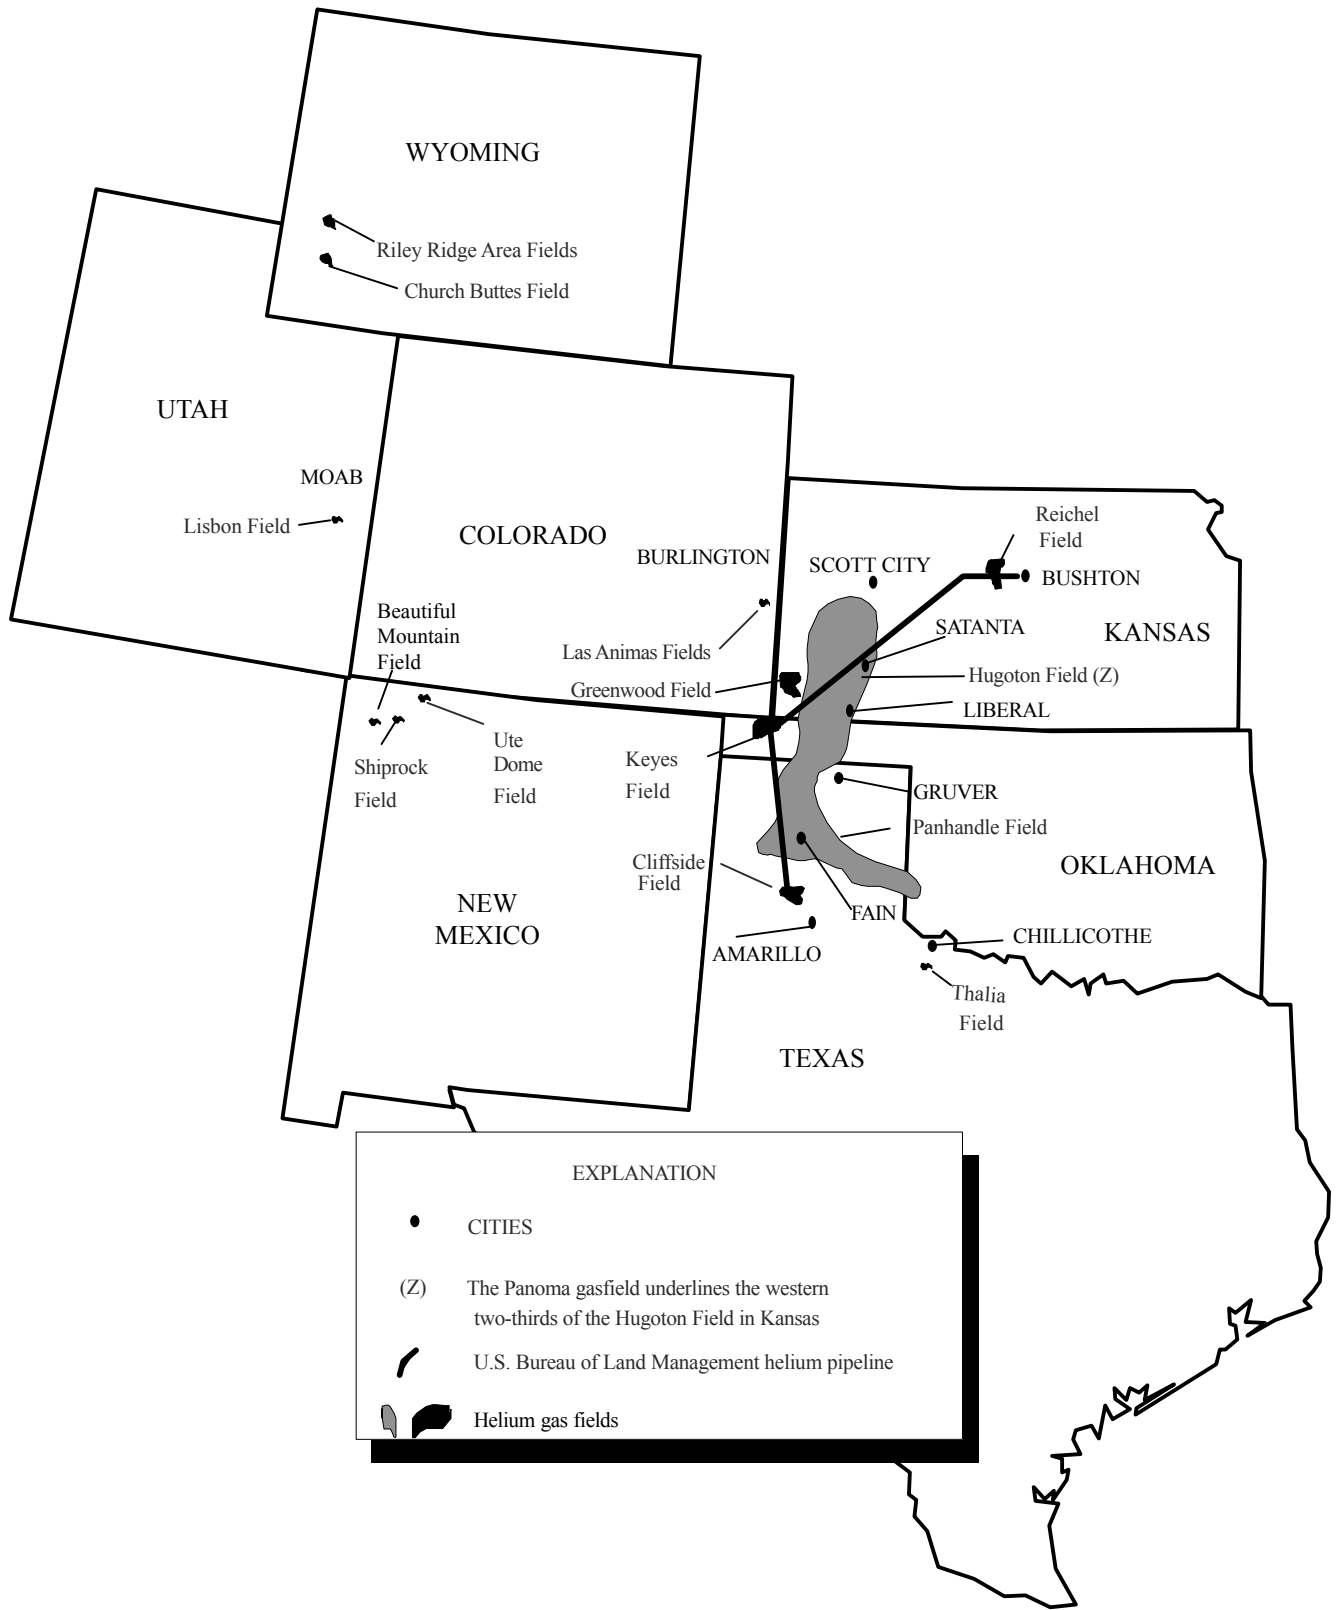 WYOMING
Riley Ridge Area Fields
Church Buttes Field
UTAH
MOAB
Lisbon Field
COLORADO
BURLINGTON
Las Animas Fields
Greenwood Field
Reichel
Field
SCOTT CITY
BUSHTON
SATANTA
KANSAS
Hugoton Field (Z)
LIBERAL
Beautiful
Mountain
Field
Shiprock
Field
Ute
Dome
Field
Keyes
Field
GRUVER
Panhandle Field
Cliffside
Field
OKLAHOMA
NEW
MEXICO
FAIN
AMARILLO
CHILLICOTHE
Thalia
Field
TEXAS
EXPLANATION
CITIES
(Z) The Panoma gasfield underlines the western
two-thirds of the Hugoton Field in Kansas
U.S. Bureau of Land Management helium pipeline
Helium gas fields